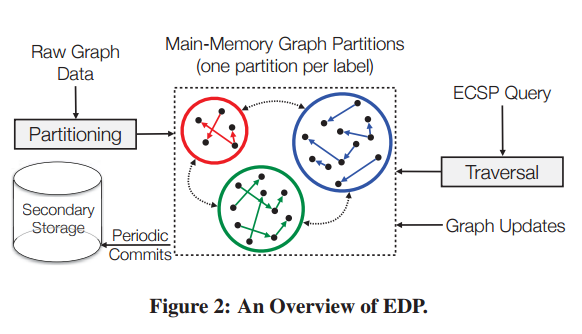 Raw Graph
Data
Main-Memory Graph Partitions
(one partition per label)
ECSP Query
Partitioning
Traversal
Secondary
Storage
Periodic
Commits
Graph Updates
Figure 2: An Overview of EDP.